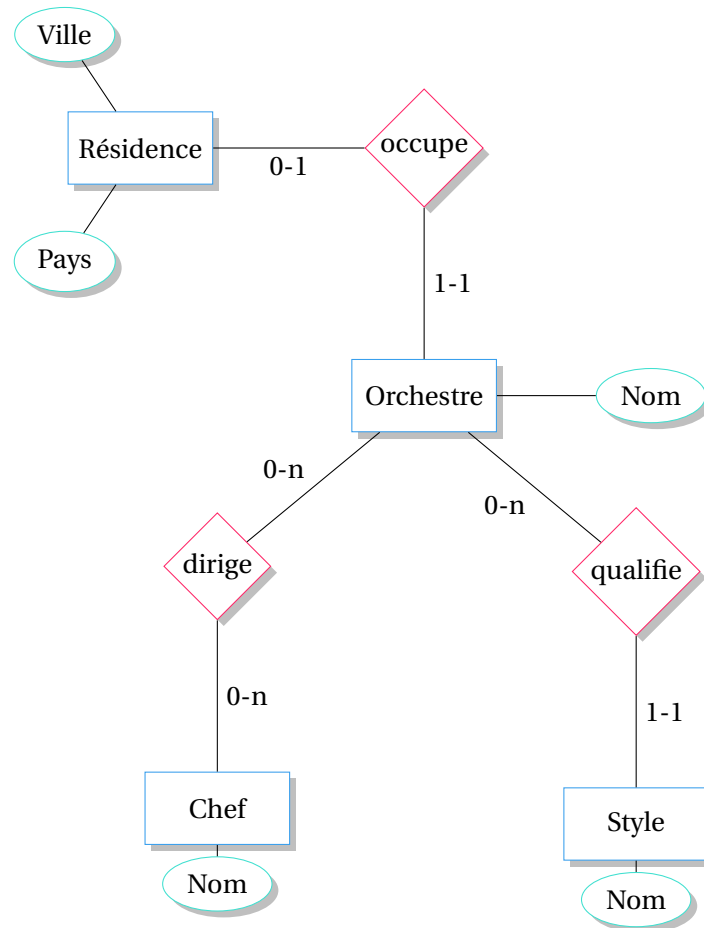 Ville
Résidence
0-1
occupe
Pays
1-1
Orchestre
Nom
0-n
0-n
dirige
qualifie
0-n
1-1
Chef
Style
Nom
Nom